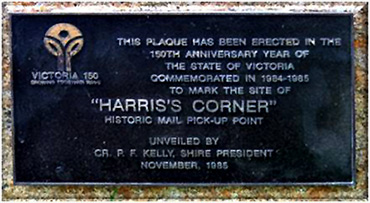 THIS PLAQUE HAS BEEN ERECTED IN THE
150TH ANNIVERSARY YEAR OF
THE STATE OF VICTORIA
COMMEMORATED IN 1984-1985
TO MARK THE SITE OF
"HARRIS'S CORNER"
HISTORIC MAIL PICK-UP POINT
UNVEILED BY
CR. P. F. KELLY, SHIRE PRESIDENT
NOVEMBER, 1985
VICTORIA 150
GROWING TOGETHER